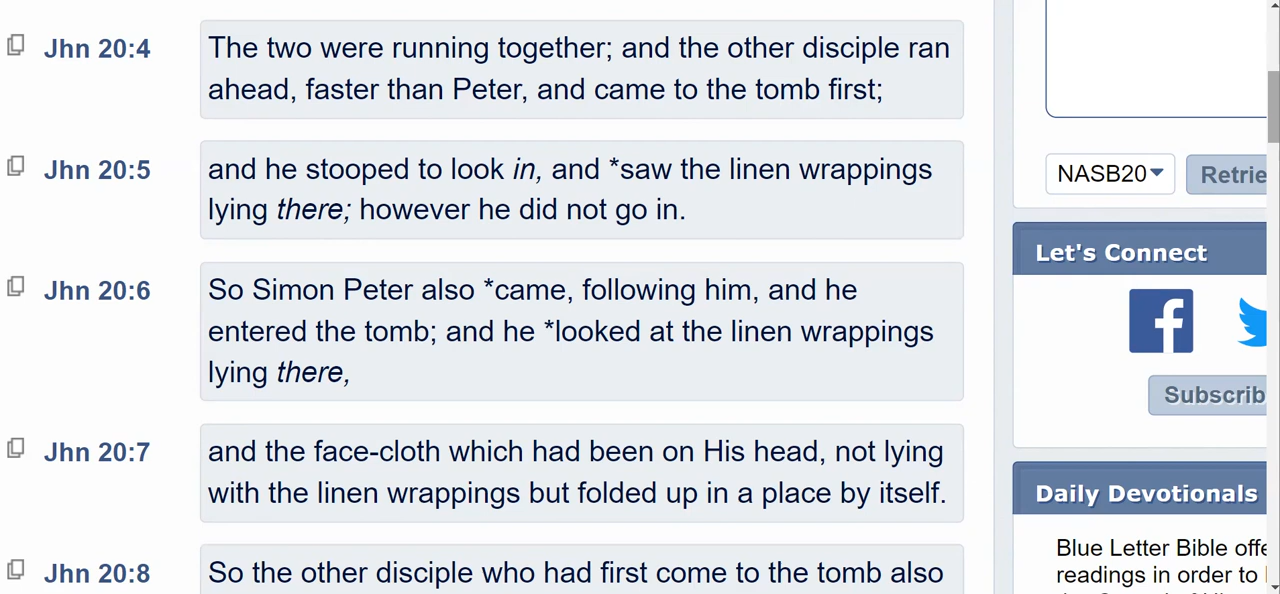 Jhn 20:4
The two were running together; and the other disciple ran
ahead, faster than Peter, and came to the tomb first;
Jhn 20:5
and he stooped to look in, and *saw the linen wrappings
lying there; however he did not go in.
Jhn 20:6
So Simon Peter also *came, following him, and he
entered the tomb; and he *looked at the linen wrappings
lying there,
Jhn 20:7
and the face-cloth which had been on His head, not lying
with the linen wrappings but folded up in a place by itself.
Jhn 20:8
So the other disciple who had first come to the tomb also
NASB20
Retrie
Let's Connect
Subscrib
Daily Devotionals
Blue Letter Bible offe
readings in order to